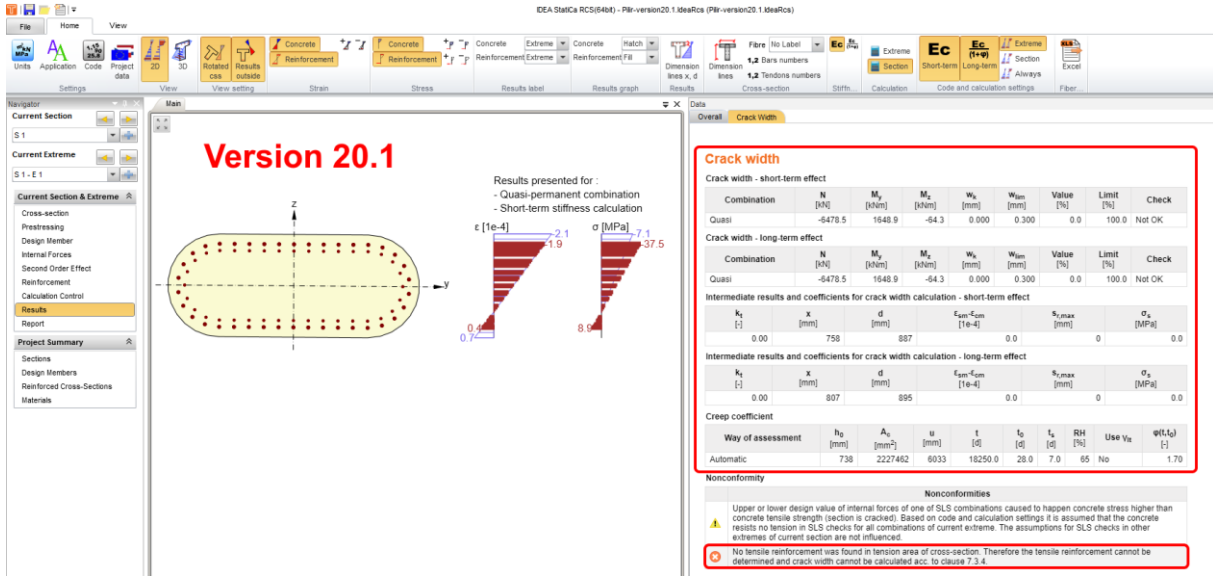 IDEA StatiCa RCS(64bit) - Pilir-version20.1.IdeaRcs (Pilir-version20.1.IdeaRcs)
File Home View
Units Application Code Project data
2D 3D
Rotated css Results outside
Concrete
Reinforcement
Concrete
Reinforcement
Concrete Extreme
Reinforcement Extreme
Concrete Hatch
Reinforcement Fill
Dimension lines x, d
Dimension lines
Fibre No Label
1,2 Bars numbers
1,2 Tendons numbers
Ec
Extreme
Section
Ec Short-term
Ec (1+φ) Long-term
Extreme
Section
Always
XLS
Excel
Settings View View setting Strain Stress Results label Results graph Results Cross-section Stiffn... Calculation Code and calculation settings Fiber...
Navigator
Current Section
S 1
Current Extreme
S 1 - E 1
Current Section & Extreme
Cross-section
Prestressing
Design Member
Internal Forces
Second Order Effect
Reinforcement
Calculation Control
Results
Report
Project Summary
Sections
Design Members
Reinforced Cross-Sections
Materials
Main
Version 20.1
Results presented for :
- Quasi-permanent combination
- Short-term stiffness calculation
z
y
ε [1e-4]
-2.1
-1.9
0.4
0.7
σ [MPa]
-7.1
-37.5
8.9
Data
Overall Crack Width
Crack width
Crack width - short-term effect
Combination N [kN] My [kNm] Mz [kNm] wk [mm] wlim [mm] Value [%] Limit [%] Check
Quasi -6478.5 1648.9 -64.3 0.000 0.300 0.0 100.0 Not OK
Crack width - long-term effect
Combination N [kN] My [kNm] Mz [kNm] wk [mm] wlim [mm] Value [%] Limit [%] Check
Quasi -6478.5 1648.9 -64.3 0.000 0.300 0.0 100.0 Not OK
Intermediate results and coefficients for crack width calculation - short-term effect
kt [-] x [mm] d [mm] εsm-εcm [1e-4] sr,max [mm] σs [MPa]
0.00 758 887 0.0 0 0.0
Intermediate results and coefficients for crack width calculation - long-term effect
kt [-] x [mm] d [mm] εsm-εcm [1e-4] sr,max [mm] σs [MPa]
0.00 807 895 0.0 0 0.0
Creep coefficient
Way of assessment h0 [mm] Ac [mm2] u [mm] t [d] t0 [d] ts [d] RH [%] Use γlt φ(t,t0) [-]
Automatic 738 2227462 6033 18250.0 28.0 7.0 65 No 1.70
Nonconformity
Nonconformities
Upper or lower design value of internal forces of one of SLS combinations caused to happen concrete stress higher than
concrete tensile strength (section is cracked). Based on code and calculation settings it is assumed that the concrete
resists no tension in SLS checks for all combinations of current extreme. The assumptions for SLS checks in other
extremes of current section are not influenced.
No tensile reinforcement was found in tension area of cross-section. Therefore the tensile reinforcement cannot be
determined and crack width cannot be calculated acc. to clause 7.3.4.